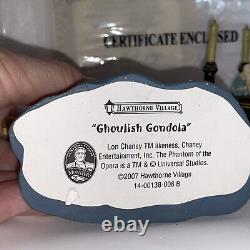 CERTIFICATE ENCLOSED
HAWTHORNE VILLAGE
"Ghoulish Gondola"
Lon Chaney TM likeness, Chaney
Entertainment, Inc. The Phantom of the
Opera is a TM & © Universal Studios.
©2007 Hawthorne Village
14-00138-008 B